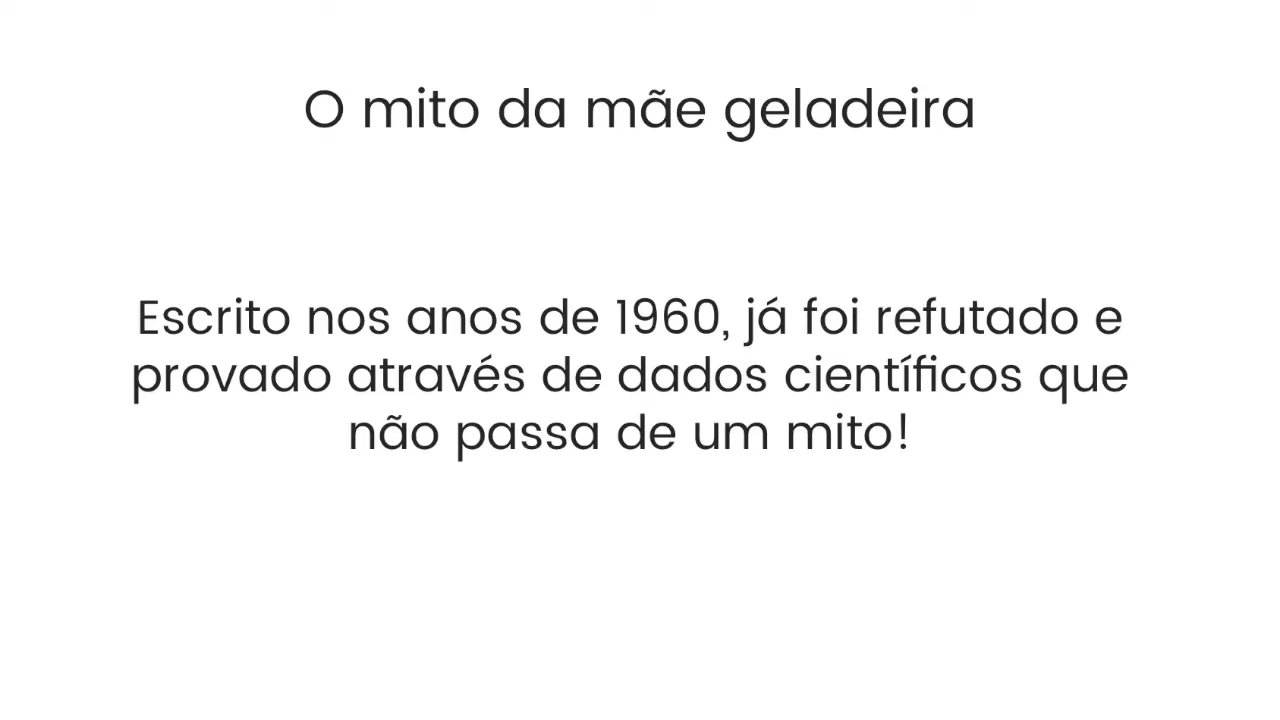 O mito da mãe geladeira
Escrito nos anos de 1960, já foi refutado e
provado através de dados científicos que
não passa de um mito!